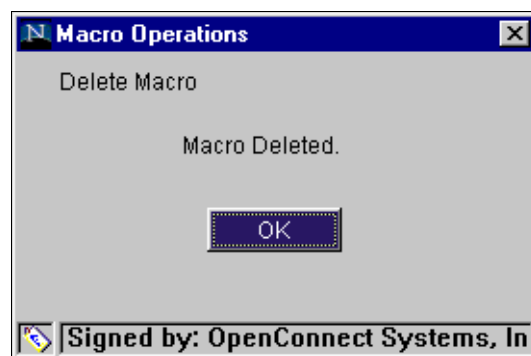 N Macro Operations
Delete Macro
Macro Deleted.
OK
Signed by: OpenConnect Systems, In